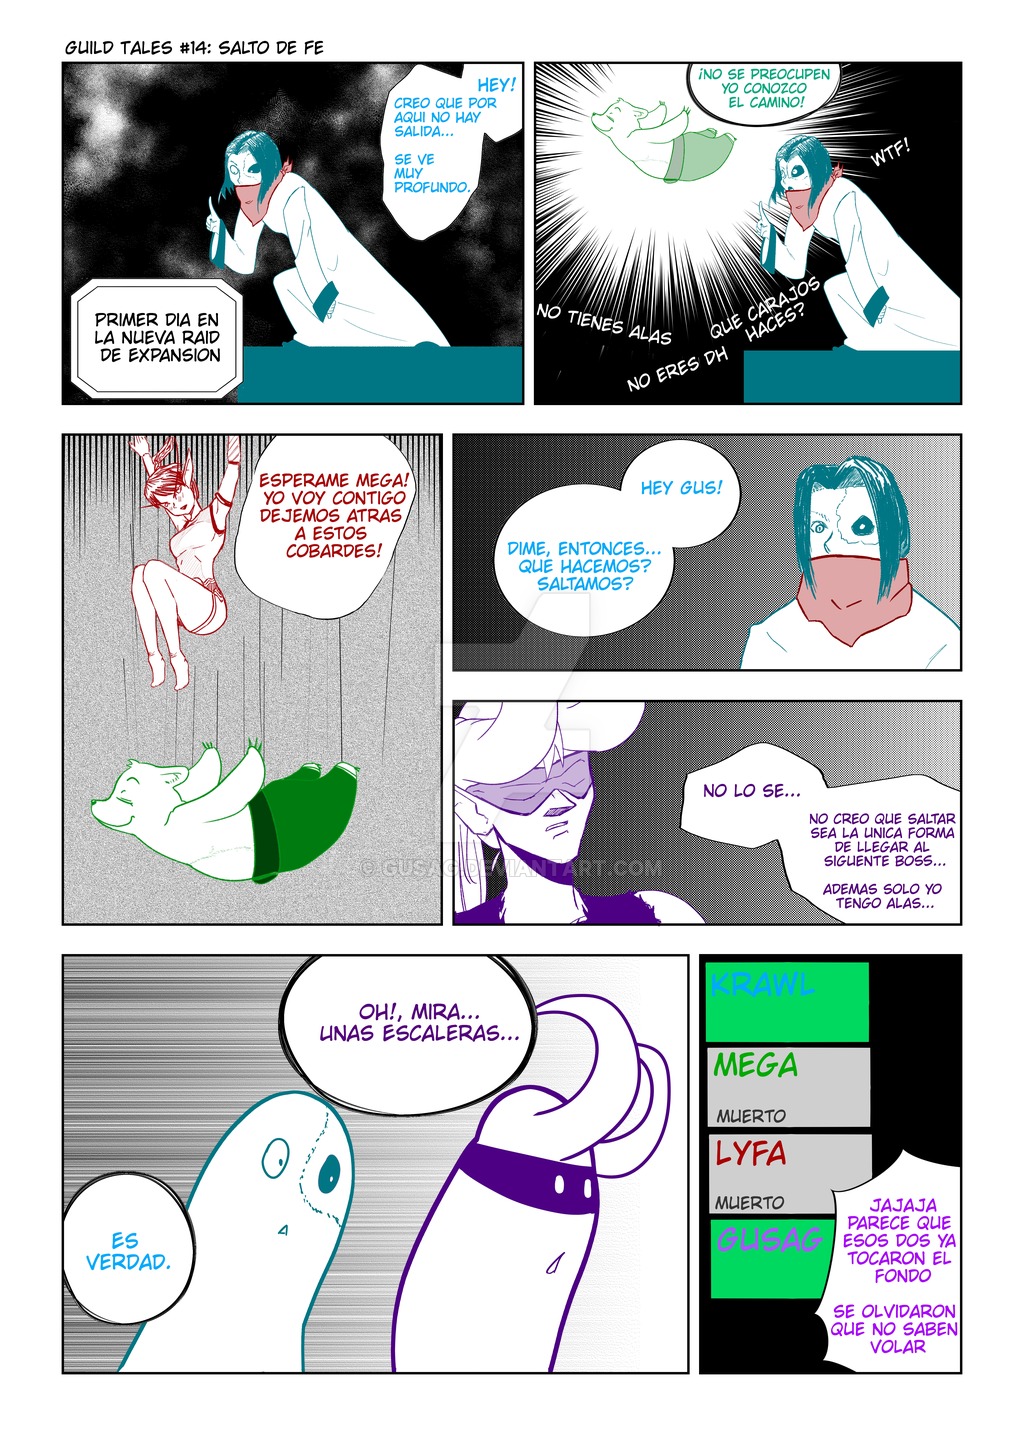 GUILD TALES #14: SALTO DE FE
HEY!
CREO QUE POR
AQUI NO HAY
SALIDA...
SE VE
MUY
PROFUNDO.
PRIMER DIA EN
LA NUEVA RAID
DE EXPANSION
¡NO SE PREOCUPEN
YO CONOZCO
EL CAMINO!
WTF!
NO TIENES ALAS
QUE CARAJOS
HACES?
NO ERES DH
ESPERAME MEGA!
YO VOY CONTIGO
DEJEMOS ATRAS
A ESTOS
COBARDES!
HEY GUS!
DIME, ENTONCES...
QUE HACEMOS?
SALTAMOS?
NO LO SE...
NO CREO QUE SALTAR
SEA LA UNICA FORMA
DE LLEGAR AL
SIGUENTE BOSS...
ADEMAS SOLO YO
TENGO ALAS...
© GUSAG.DEVIANTART.COM
OH!, MIRA...
UNAS ESCALERAS...
ES
VERDAD.
KRAWL
MEGA
MUERTO
LYFA
MUERTO
GUSAG
JAJAJA
PARECE QUE
ESOS DOS YA
TOCARON EL
FONDO
SE OLVIDARON
QUE NO SABEN
VOLAR